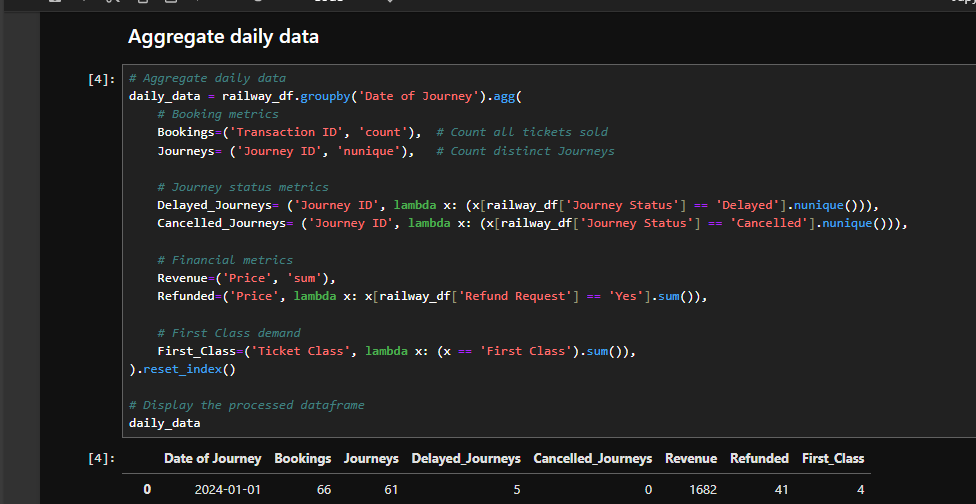 Aggregate daily data
[4]:
# Aggregate daily data
daily_data = railway_df.groupby('Date of Journey').agg(
# Booking metrics
Bookings=('Transaction ID', 'count'),  # Count all tickets sold
Journeys= ('Journey ID', 'nunique'),   # Count distinct Journeys
# Journey status metrics
Delayed_Journeys= ('Journey ID', lambda x: (x[railway_df['Journey Status'] == 'Delayed'].nunique())),
Cancelled_Journeys= ('Journey ID', lambda x: (x[railway_df['Journey Status'] == 'Cancelled'].nunique())),
# Financial metrics
Revenue=('Price', 'sum'),
Refunded=('Price', lambda x: x[railway_df['Refund Request'] == 'Yes'].sum()),
# First Class demand
First_Class=('Ticket Class', lambda x: (x == 'First Class').sum()),
).reset_index()
# Display the processed dataframe
daily_data
[4]:
Date of Journey Bookings Journeys Delayed_Journeys Cancelled_Journeys Revenue Refunded First_Class
0 2024-01-01 66 61 5 0 1682 41 4